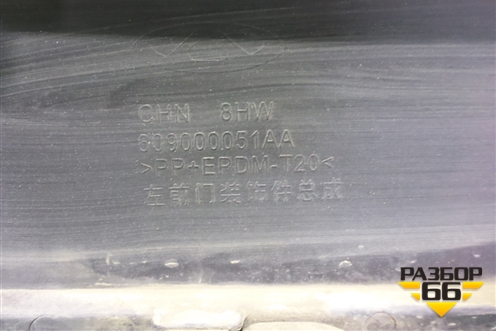 CHN 8HW
609000051AA
>PP+EPDM-T20<
左前门装饰件总成
РАЗБОР
66